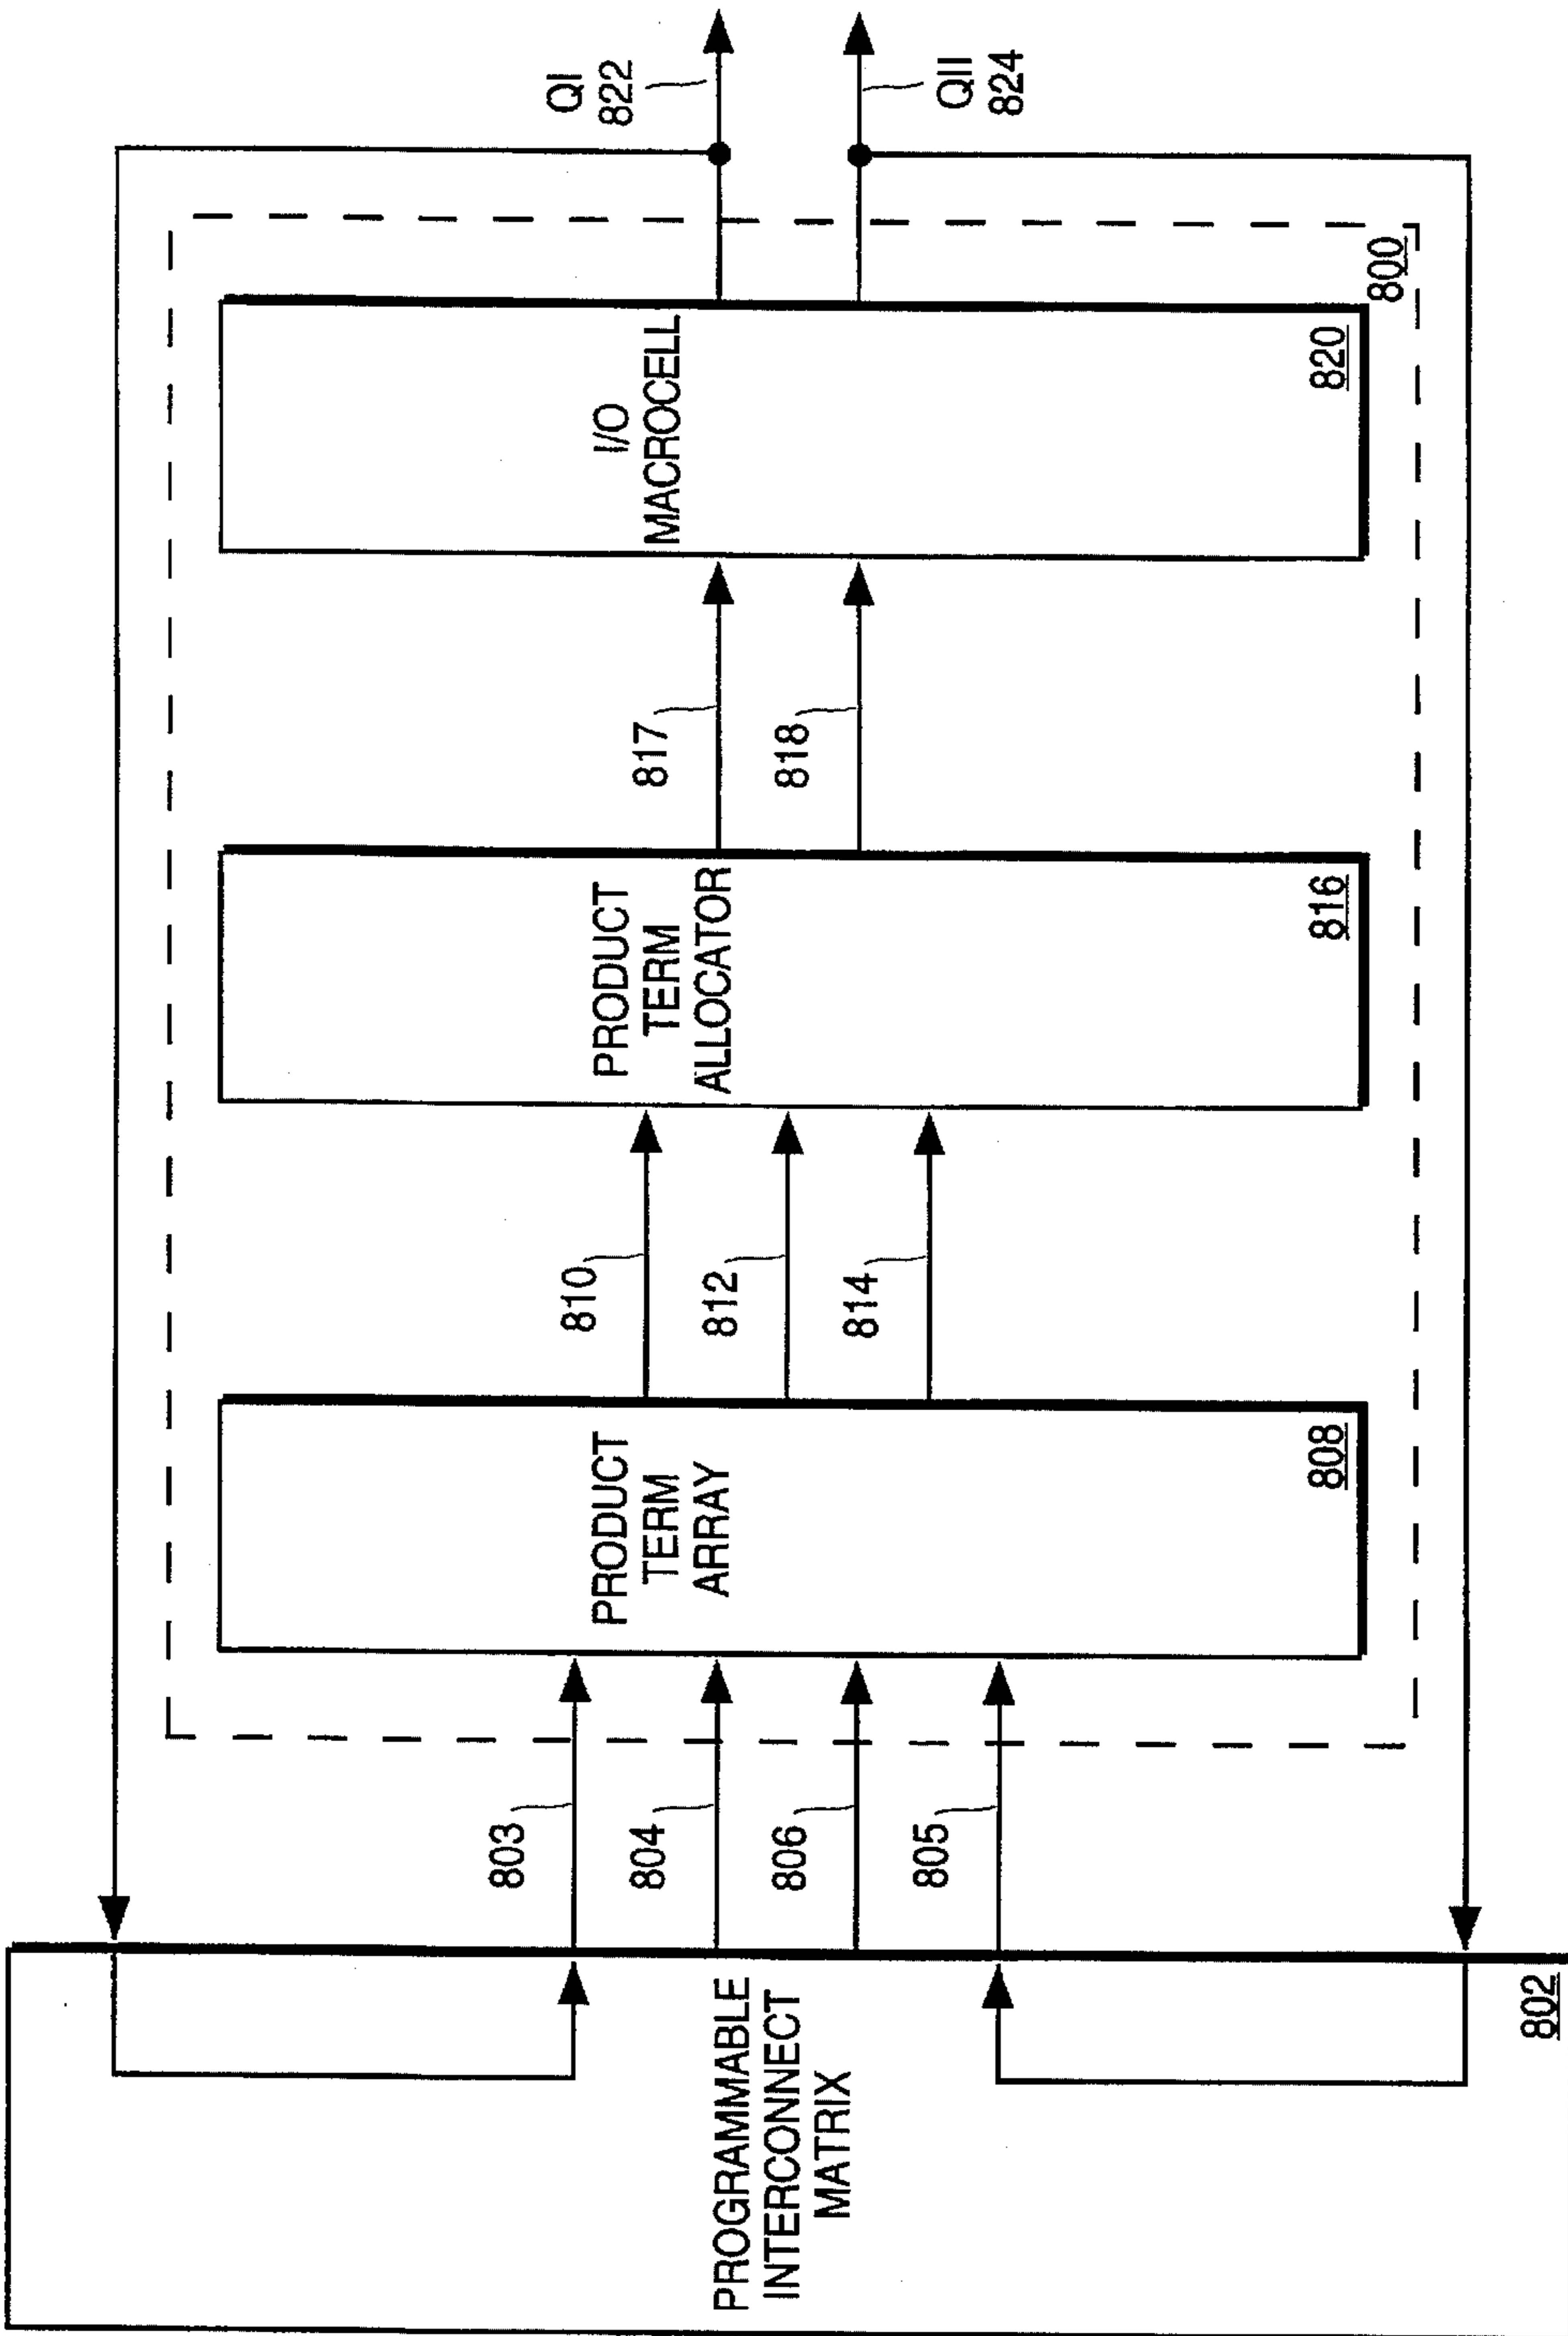 PROGRAMMABLE
INTERCONNECT
MATRIX
802
803
804
806
805
PRODUCT
TERM
ARRAY
808
810
812
814
PRODUCT
TERM
ALLOCATOR
816
817
818
I/O
MACROCELL
820
800
QI
822
QII
824